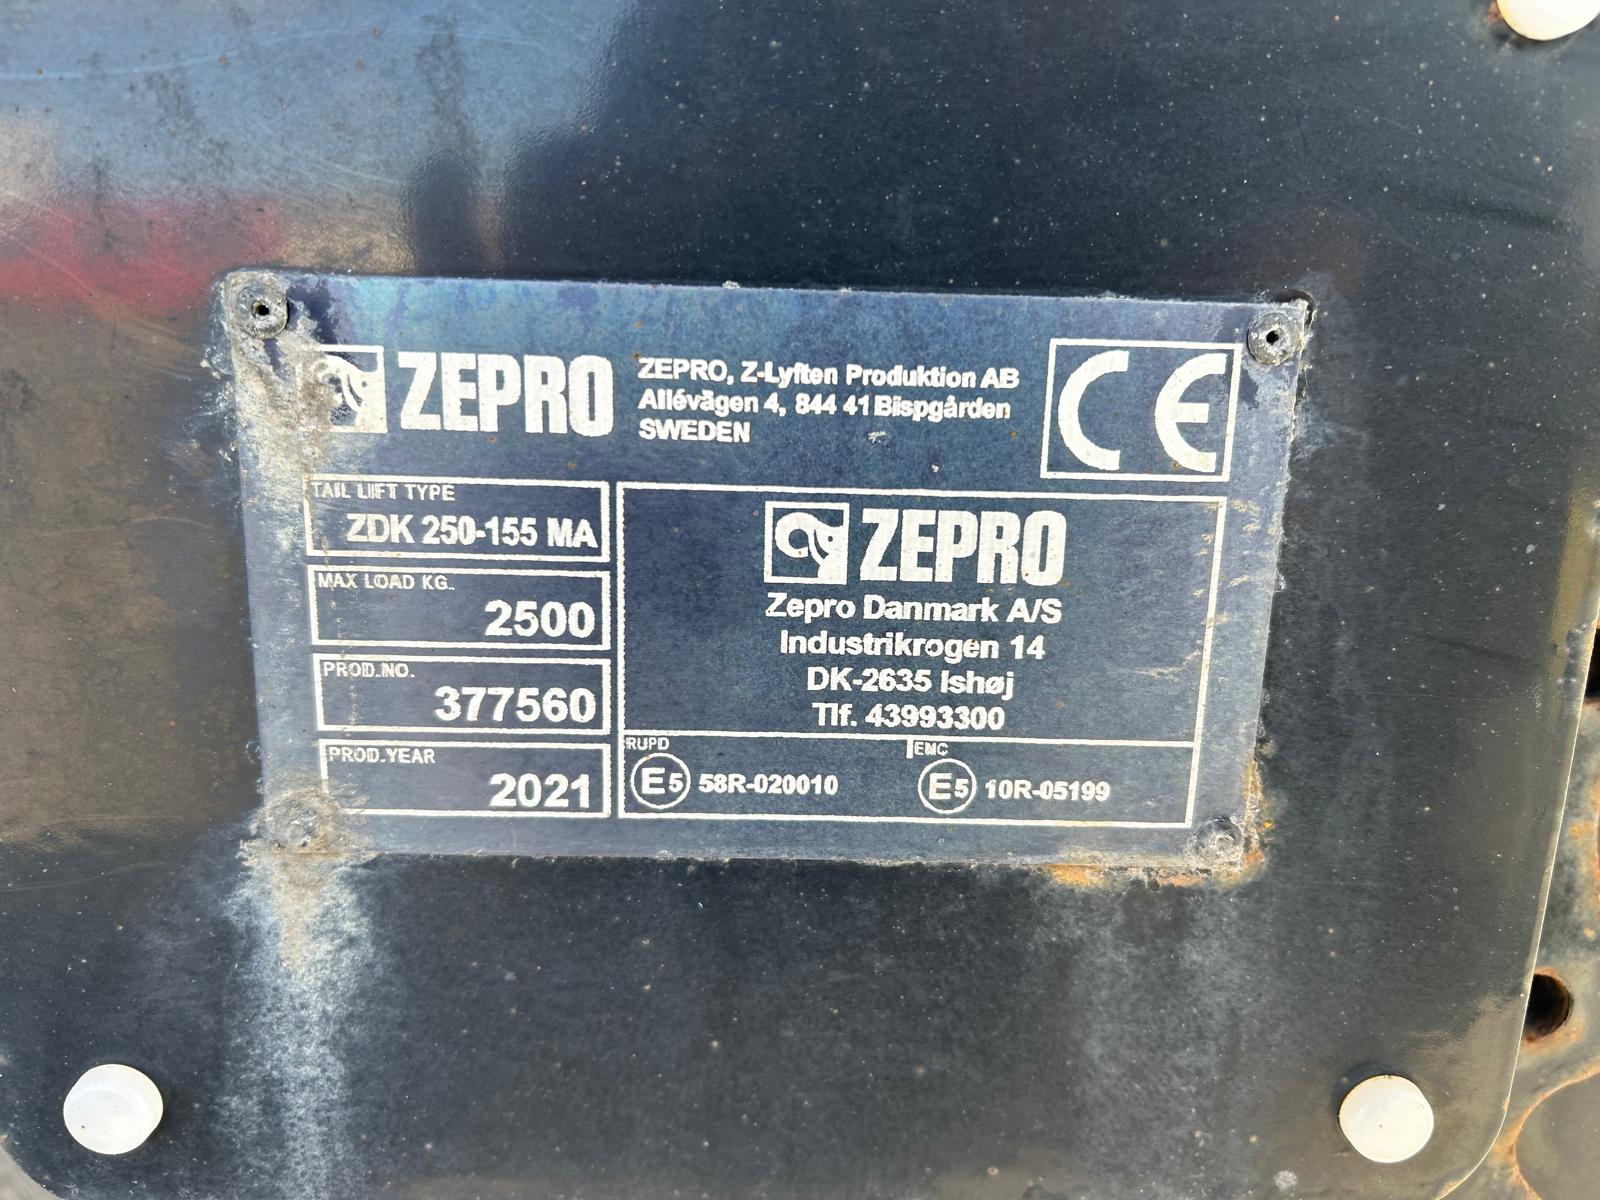 ZEPRO
ZEPRO, Z-Lyften Produktion AB
Allévägen 4, 844 41 Bispgården
SWEDEN
CE
TAIL LIFT TYPE
ZDK 250-155 MA
MAX LOAD KG.
2500
PROD.NO.
377560
PROD.YEAR
2021
ZEPRO
Zepro Danmark A/S
Industrikrogen 14
DK-2635 Ishøj
Tlf. 43993300
RUPD
E5 58R-020010
EMC
E5 10R-05199